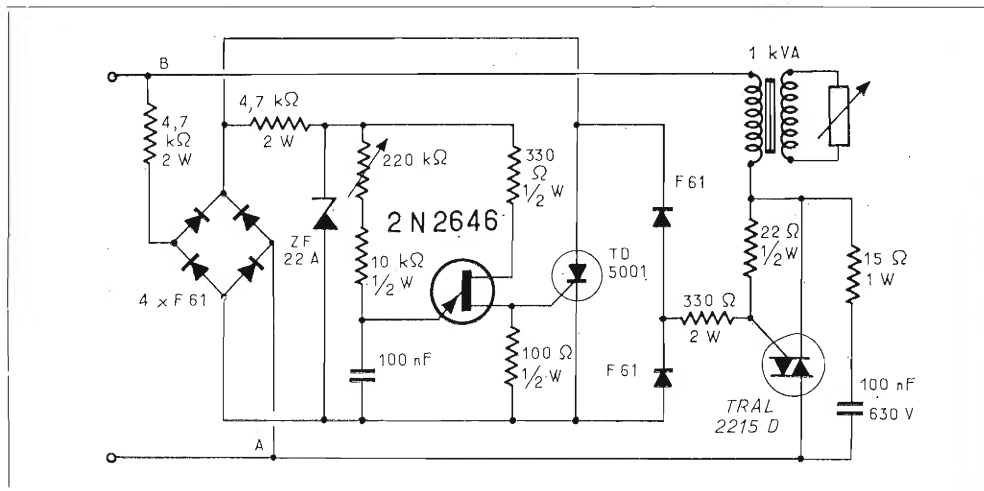 B
1 kVA
4,7
kΩ
2 W
4,7 kΩ
2 W
220 kΩ
330
Ω
1/2 W
F 61
2 N 2646
ZF
22 A
10 kΩ
1/2 W
TD
5001
22 Ω
1/2 W
15 Ω
1 W
4 × F 61
330 Ω
2 W
100 nF
100 Ω
1/2 W
F 61
TRAL
2215 D
100 nF
630 V
A